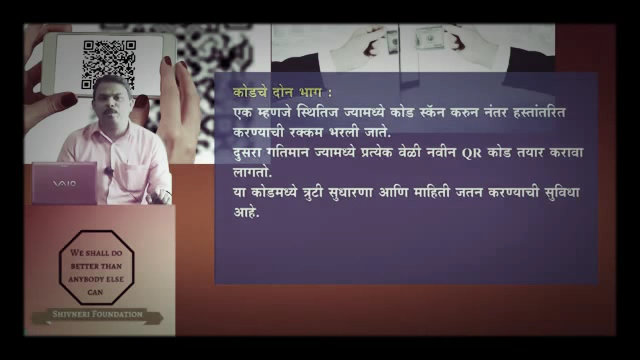 कोडचे दोन भाग :
एक म्हणजे स्थितिज ज्यामध्ये कोड स्कॅन करुन नंतर हस्तांतरित
करण्याची रक्कम भरली जाते.
दुसरा गतिमान ज्यामध्ये प्रत्येक वेळी नवीन QR कोड तयार करावा
लागतो.
या कोडमध्ये त्रुटी सुधारणा आणि माहिती जतन करण्याची सुविधा
आहे.
VAIO
WE SHALL DO
BETTER THAN
ANYBODY ELSE
CAN
SHIVNERI FOUNDATION